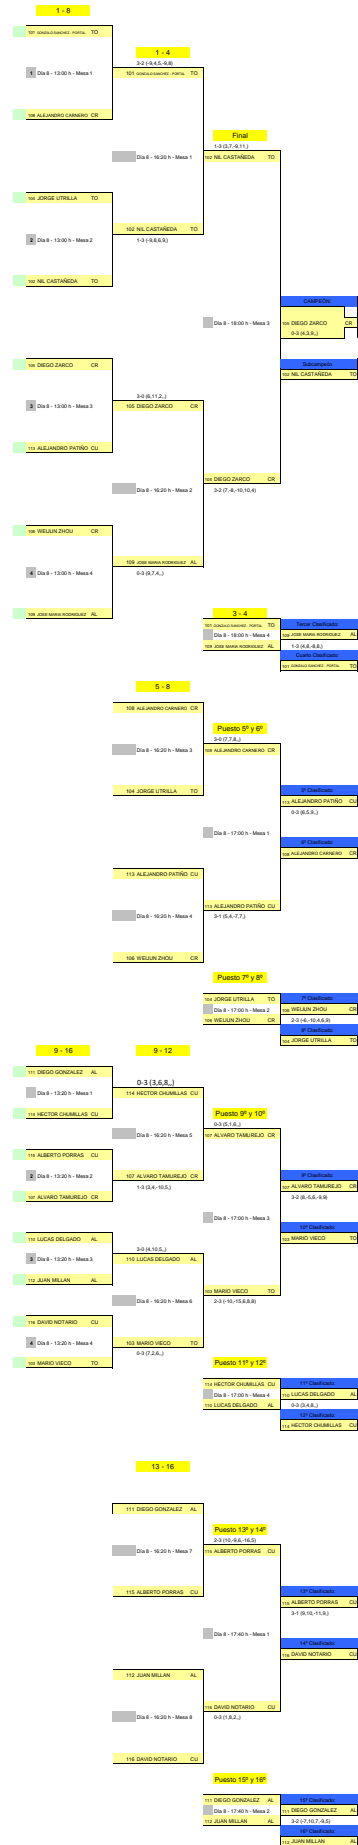 1 - 8
101 GONZALO SANCHEZ - PORTAL TO
1 - 4
3-2 (-9,4,5,-9,8)
1 Día 8 - 13:00 h - Mesa 1
101 GONZALO SANCHEZ - PORTAL TO
108 ALEJANDRO CARNERO CR
Final
1-3 (3,7,-9,11,)
Día 8 - 16:20 h - Mesa 1
102 NIL CASTAÑEDA TO
104 JORGE UTRILLA TO
102 NIL CASTAÑEDA TO
2 Día 8 - 13:00 h - Mesa 2
1-3 (-9,8,6,9,)
102 NIL CASTAÑEDA TO
CAMPEÓN
Día 8 - 18:00 h - Mesa 3
105 DIEGO ZARCO CR
0-3 (4,3,9,,)
Subcampeón
105 DIEGO ZARCO CR
102 NIL CASTAÑEDA TO
3-0 (6,11,2,,)
3 Día 8 - 13:00 h - Mesa 3
105 DIEGO ZARCO CR
113 ALEJANDRO PATIÑO CU
105 DIEGO ZARCO CR
Día 8 - 16:20 h - Mesa 2
3-2 (7,-8,-10,10,4)
106 WEIJUN ZHOU CR
109 JOSE MARIA RODRIGUEZ AL
4 Día 8 - 13:00 h - Mesa 4
0-3 (9,7,4,,)
109 JOSE MARIA RODRIGUEZ AL
3 - 4
101 GONZALO SANCHEZ - PORTAL TO
Tercer Clasificado
Día 8 - 18:00 h - Mesa 4
109 JOSE MARIA RODRIGUEZ AL
109 JOSE MARIA RODRIGUEZ AL
1-3 (4,8,-8,8,)
Cuarto Clasificado
101 GONZALO SANCHEZ - PORTAL TO
5 - 8
108 ALEJANDRO CARNERO CR
Puesto 5º y 6º
3-0 (7,7,8,,)
Día 8 - 16:20 h - Mesa 3
108 ALEJANDRO CARNERO CR
104 JORGE UTRILLA TO
5º Clasificado
113 ALEJANDRO PATIÑO CU
0-3 (6,5,9,,)
Día 8 - 17:00 h - Mesa 1
6º Clasificado
108 ALEJANDRO CARNERO CR
113 ALEJANDRO PATIÑO CU
113 ALEJANDRO PATIÑO CU
Día 8 - 16:20 h - Mesa 4
3-1 (5,4,-7,7,)
106 WEIJUN ZHOU CR
Puesto 7º y 8º
104 JORGE UTRILLA TO
7º Clasificado
Día 8 - 17:00 h - Mesa 2
106 WEIJUN ZHOU CR
106 WEIJUN ZHOU CR
2-3 (-6,-10,4,6,9)
8º Clasificado
104 JORGE UTRILLA TO
9 - 16
9 - 12
111 DIEGO GONZALEZ AL
0-3 (3,6,8,,)
1 Día 8 - 13:20 h - Mesa 1
114 HECTOR CHUMILLAS CU
114 HECTOR CHUMILLAS CU
Puesto 9º y 10º
0-3 (5,1,6,,)
Día 8 - 16:20 h - Mesa 5
107 ALVARO TAMUREJO CR
115 ALBERTO PORRAS CU
2 Día 8 - 13:20 h - Mesa 2
107 ALVARO TAMUREJO CR
9º Clasificado
1-3 (3,4,-10,5,)
107 ALVARO TAMUREJO CR
107 ALVARO TAMUREJO CR
3-2 (8,-5,6,-9,9)
Día 8 - 17:00 h - Mesa 3
10º Clasificado
103 MARIO VIECO TO
110 LUCAS DELGADO AL
3-0 (4,10,5,,)
3 Día 8 - 13:20 h - Mesa 3
110 LUCAS DELGADO AL
112 JUAN MILLAN AL
103 MARIO VIECO TO
Día 8 - 16:20 h - Mesa 6
2-3 (-10,-15,6,8,8)
116 DAVID NOTARIO CU
4 Día 8 - 13:20 h - Mesa 4
103 MARIO VIECO TO
0-3 (7,2,6,,)
103 MARIO VIECO TO
Puesto 11º y 12º
114 HECTOR CHUMILLAS CU
11º Clasificado
Día 8 - 17:00 h - Mesa 4
110 LUCAS DELGADO AL
110 LUCAS DELGADO AL
0-3 (3,4,8,,)
12º Clasificado
114 HECTOR CHUMILLAS CU
13 - 16
111 DIEGO GONZALEZ AL
Puesto 13º y 14º
2-3 (10,-9,6,-16,5)
Día 8 - 16:20 h - Mesa 7
115 ALBERTO PORRAS CU
115 ALBERTO PORRAS CU
13º Clasificado
115 ALBERTO PORRAS CU
3-1 (9,10,-11,9,)
Día 8 - 17:40 h - Mesa 1
14º Clasificado
116 DAVID NOTARIO CU
112 JUAN MILLAN AL
116 DAVID NOTARIO CU
Día 8 - 16:20 h - Mesa 8
0-3 (1,8,2,,)
116 DAVID NOTARIO CU
Puesto 15º y 16º
111 DIEGO GONZALEZ AL
15º Clasificado
Día 8 - 17:40 h - Mesa 2
111 DIEGO GONZALEZ AL
112 JUAN MILLAN AL
3-2 (-7,10,7,-9,5)
16º Clasificado
112 JUAN MILLAN AL